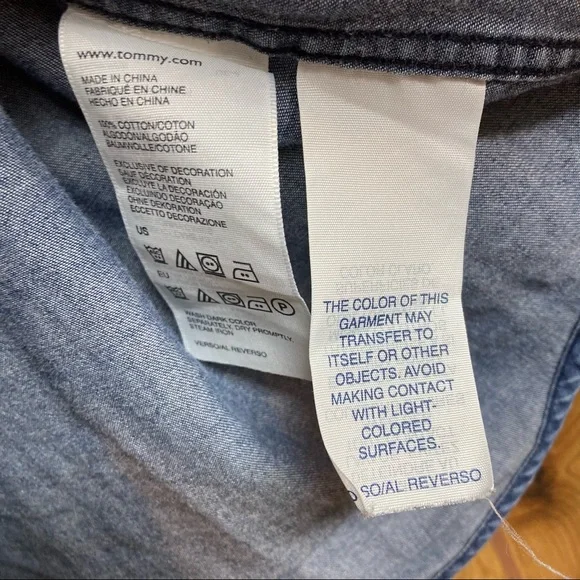 www.tommy.com
MADE IN CHINA
FABRIQUÉ EN CHINE
HECHO EN CHINA
100% COTTON/COTON
ALGODÓN/ALGODÃO
BAUMWOLLE/COTONE
EXCLUSIVE OF DECORATION
SAUF DECORATION
EXCLUYE LA DECORACIÓN
EXCLUINDO DECORAÇÃO
OHNE DEKORATION
ECCETTO DECORAZIONE
US
EU
P
WASH DARK COLOR
SEPARATELY, DRY PROMPTLY,
STEAM IRON
VERSO/AL REVERSO
THE COLOR OF THIS
GARMENT MAY
TRANSFER TO
ITSELF OR OTHER
OBJECTS. AVOID
MAKING CONTACT
WITH LIGHT-
COLORED
SURFACES.
SO/AL REVERSO